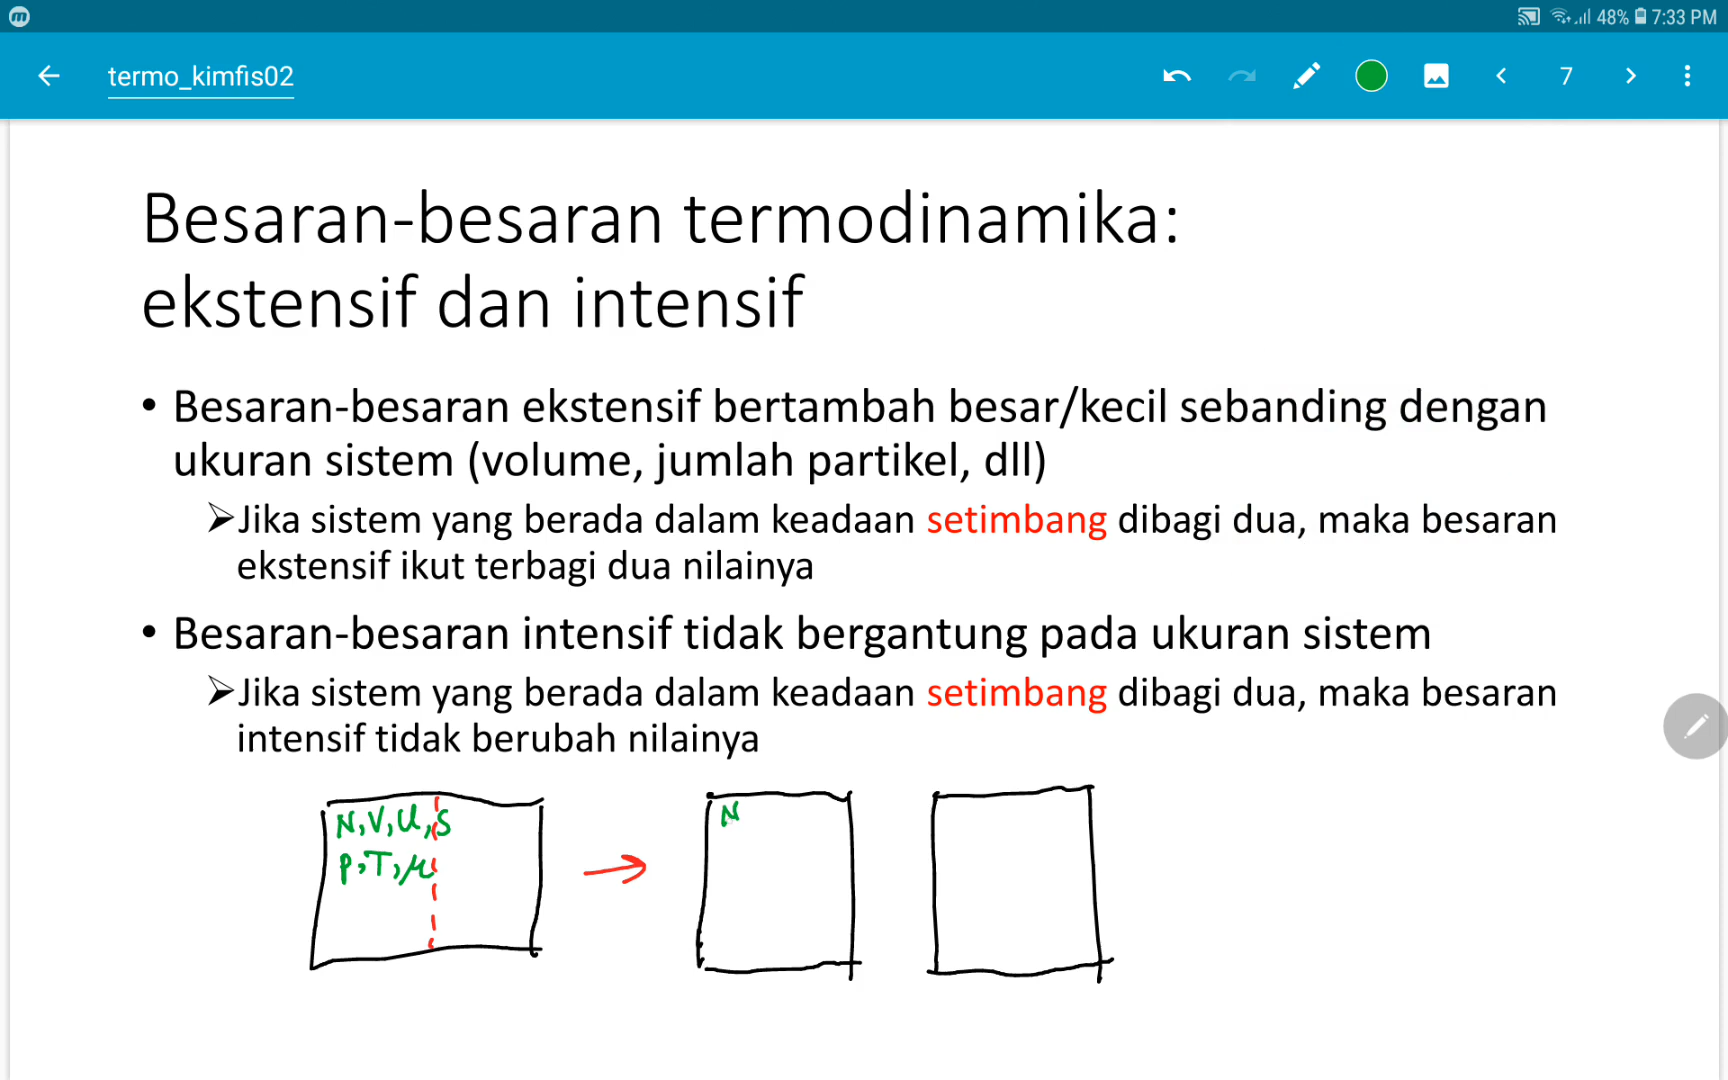 48% 7:33 PM
termo_kimfis02
7
Besaran-besaran termodinamika:
ekstensif dan intensif
• Besaran-besaran ekstensif bertambah besar/kecil sebanding dengan
ukuran sistem (volume, jumlah partikel, dll)
➢Jika sistem yang berada dalam keadaan setimbang dibagi dua, maka besaran
ekstensif ikut terbagi dua nilainya
• Besaran-besaran intensif tidak bergantung pada ukuran sistem
➢Jika sistem yang berada dalam keadaan setimbang dibagi dua, maka besaran
intensif tidak berubah nilainya
N, V, U, S
P, T, μ
N